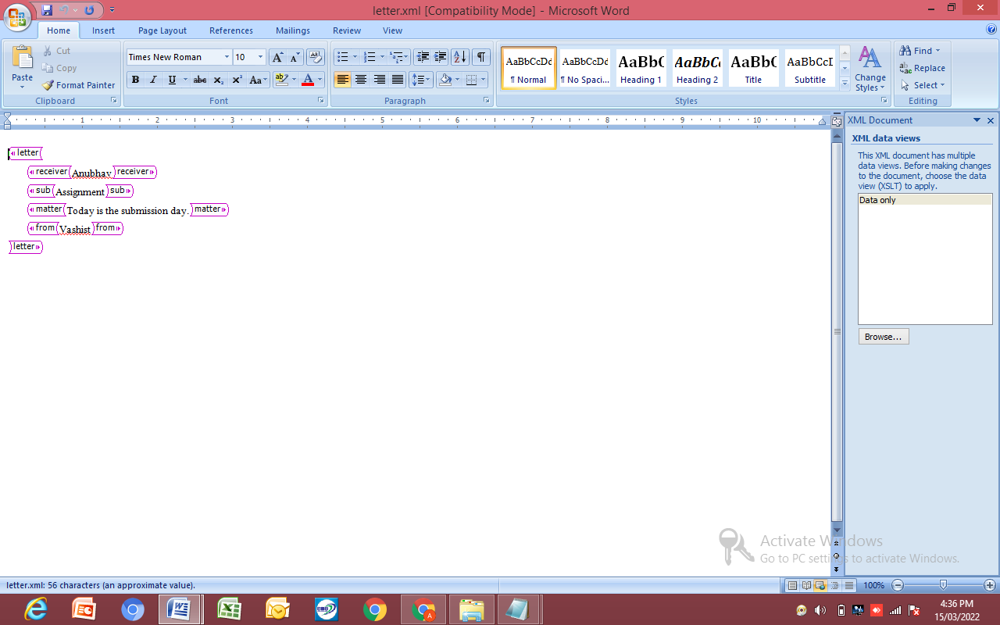 letter.xml [Compatibility Mode] - Microsoft Word
Home Insert Page Layout References Mailings Review View
Paste
Cut
Copy
Format Painter
Clipboard
Times New Roman 10
Font
Paragraph
AaBbCcDd AaBbCcDd AaBbC AaBbCc AaBbC AaBbCcI
¶ Normal ¶ No Spaci... Heading 1 Heading 2 Title Subtitle
Change Styles
Styles
Find
Replace
Select
Editing
1 2 3 4 5 6 7 8 9 10
letter
receiver Anubhav receiver
sub Assignment sub
matter Today is the submission day. matter
from Vashist from
letter
XML Document
XML data views
This XML document has multiple
data views. Before making changes
to the document, choose the data
view (XSLT) to apply.
Data only
Browse...
Activate Windows
Go to PC settings to activate Windows.
letter.xml: 56 characters (an approximate value).
100%
4:36 PM
15/03/2022